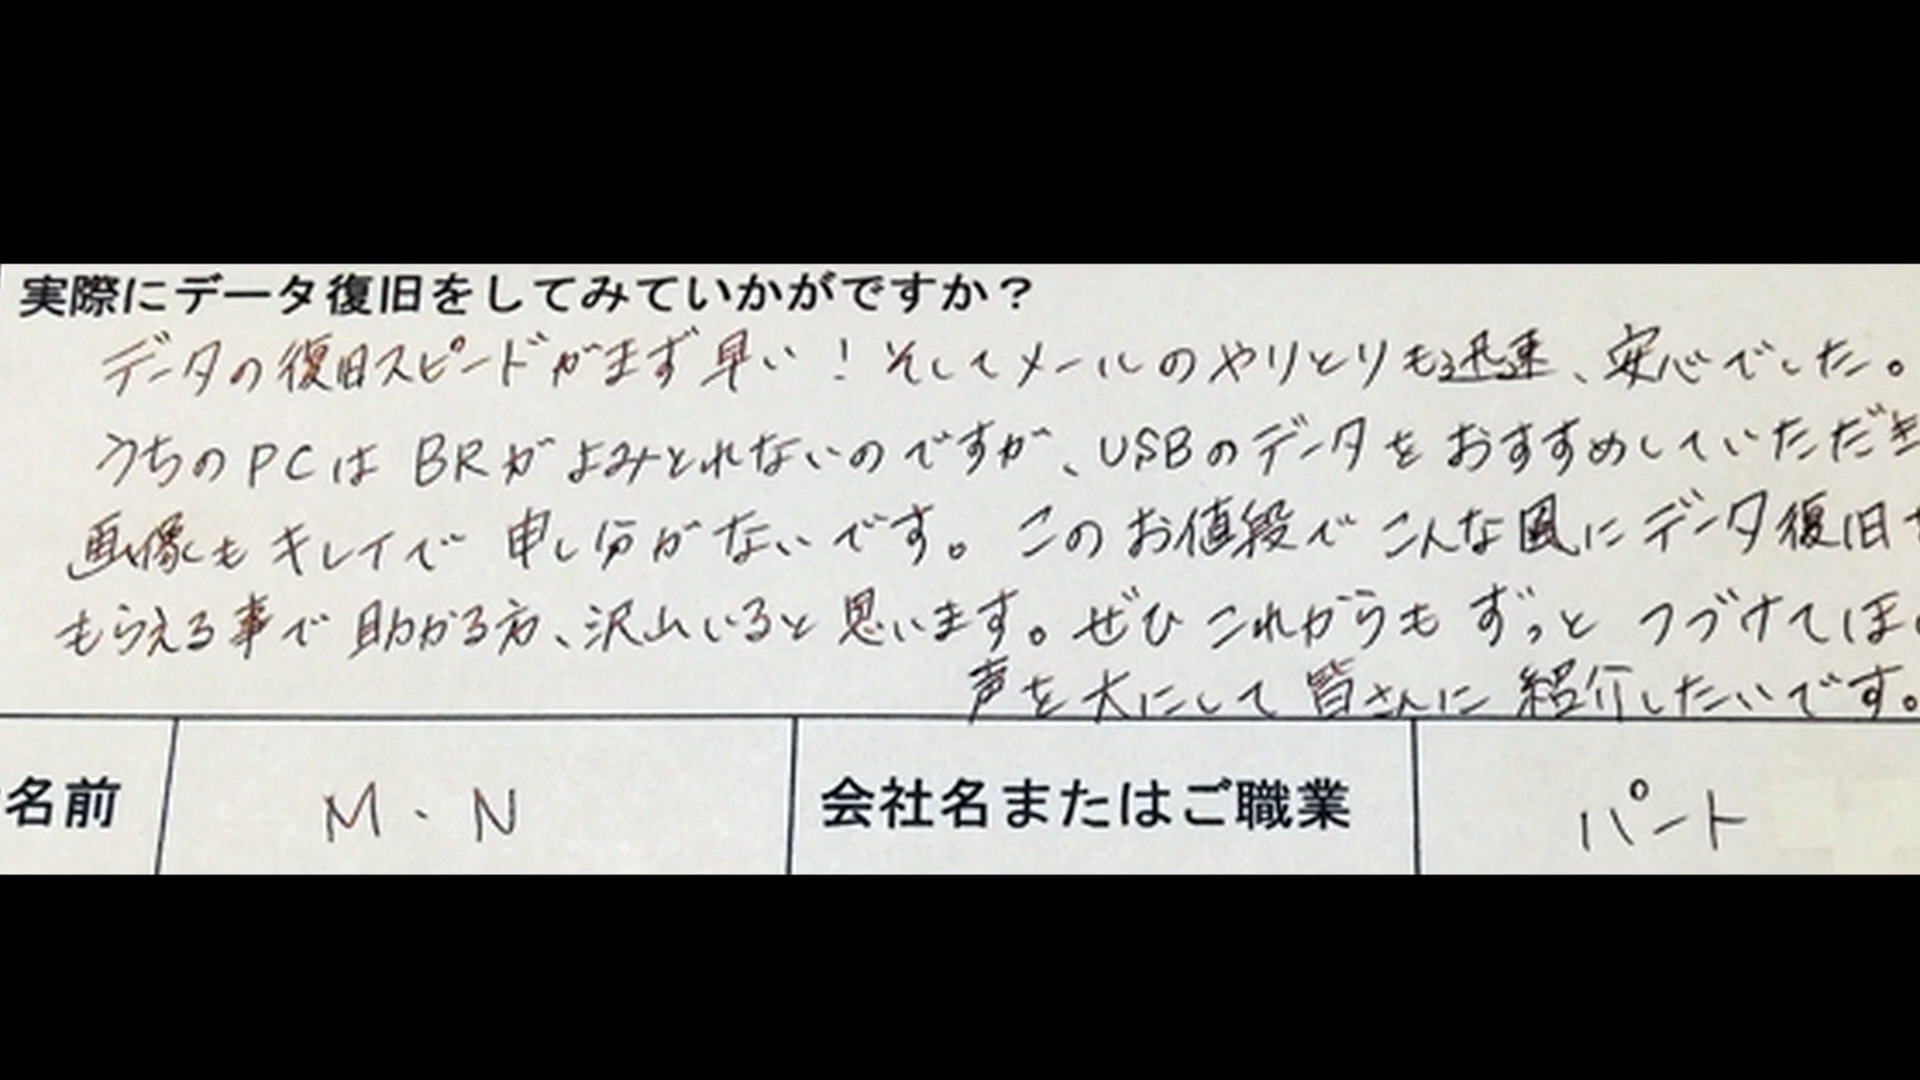 実際にデータ復旧をしてみていかがですか？
データの復旧スピードがまず早い！そしてメールのやりとりも迅速、安心でした。
うちのPCはBRがよみとれないのですが、USBのデータをおすすめしていただき
画像もキレイで申し分がないです。このお値段でこんな風にデータ復旧
もらえる事で助かる方、沢山いると思います。ぜひこれからもずっとつづけてほ
声を大にして皆さんに紹介したいです。
名前 M・N 会社名またはご職業 パート